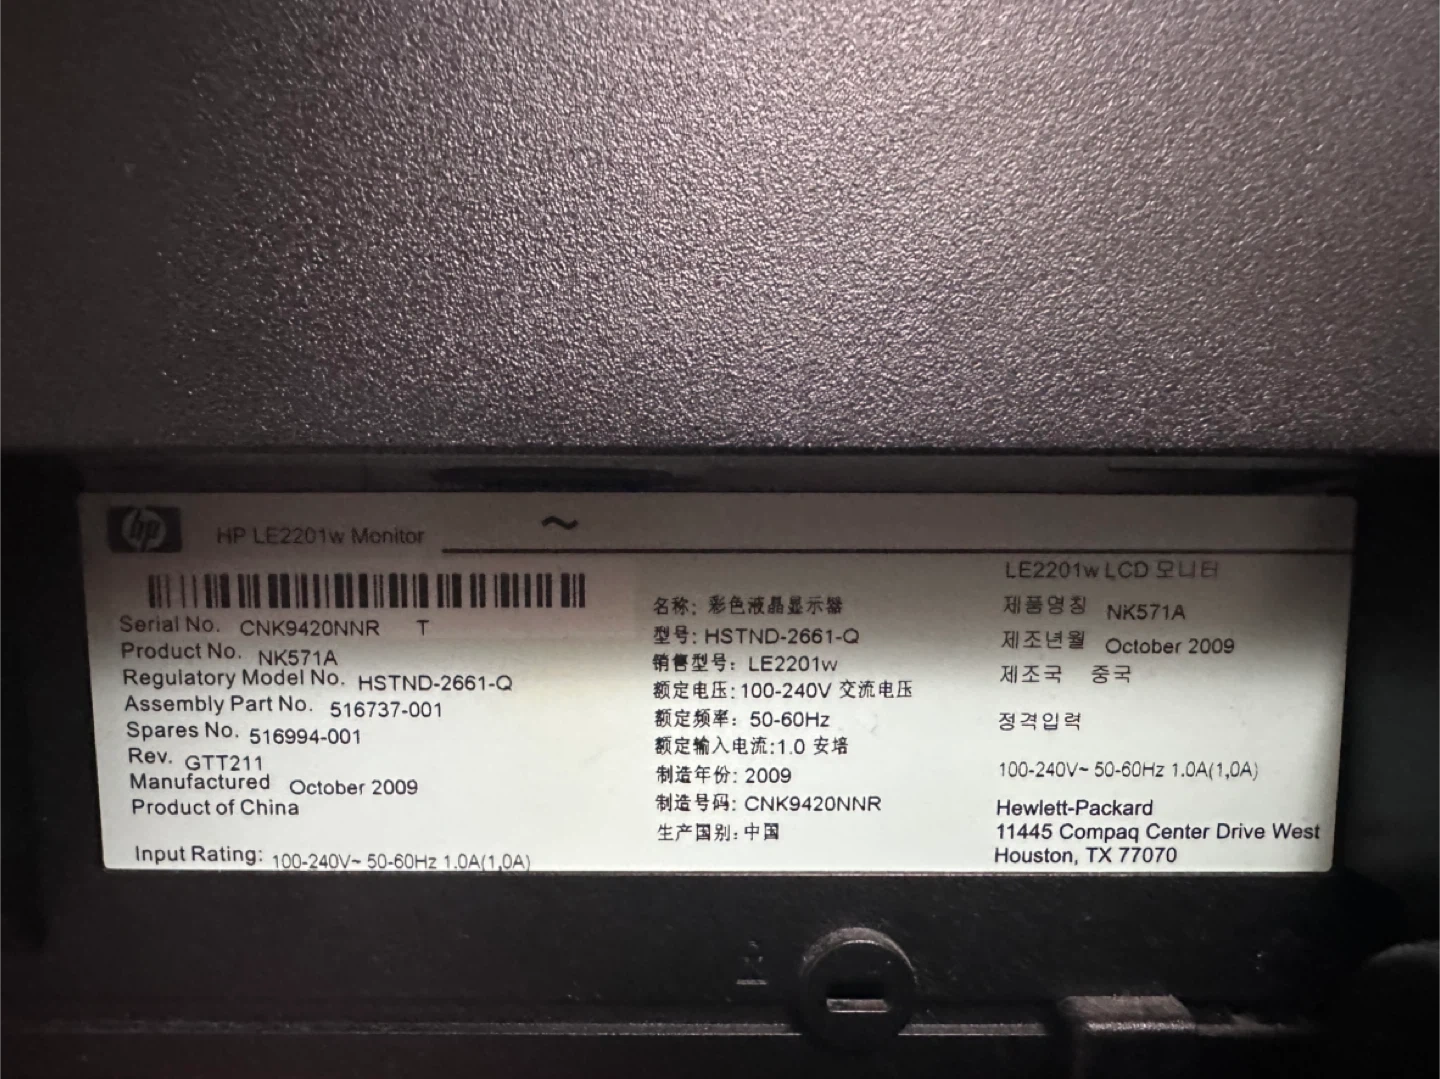 hp
HP LE2201w Monitor
~
Serial No. CNK9420NNR T
Product No. NK571A
Regulatory Model No. HSTND-2661-Q
Assembly Part No. 516737-001
Spares No. 516994-001
Rev. GTT211
Manufactured October 2009
Product of China
Input Rating: 100-240V~ 50-60Hz 1.0A(1,0A)
名称: 彩色液晶显示器
型号: HSTND-2661-Q
销售型号: LE2201w
额定电压: 100-240V 交流电压
额定频率: 50-60Hz
额定输入电流:1.0 安培
制造年份: 2009
制造号码: CNK9420NNR
生产国别: 中国
LE2201w LCD 모니터
제품명칭 NK571A
제조년월 October 2009
제조국 중국
정격입력
100-240V~ 50-60Hz 1.0A(1,0A)
Hewlett-Packard
11445 Compaq Center Drive West
Houston, TX 77070